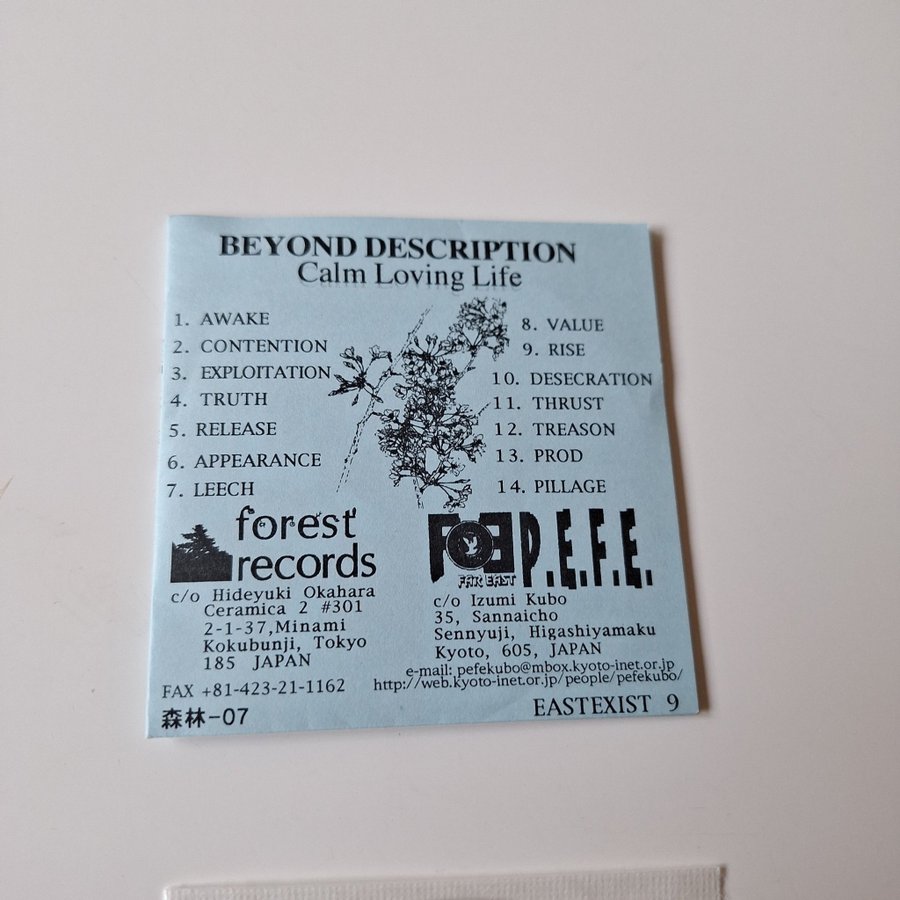 BEYOND DESCRIPTION
Calm Loving Life
1. AWAKE
2. CONTENTION
3. EXPLOITATION
4. TRUTH
5. RELEASE
6. APPEARANCE
7. LEECH
8. VALUE
9. RISE
10. DESECRATION
11. THRUST
12. TREASON
13. PROD
14. PILLAGE
forest
records
c/o Hideyuki Okahara
Ceramica 2 #301
2-1-37,Minami
Kokubunji, Tokyo
185 JAPAN
FAX +81-423-21-1162
森林-07
FAR EAST
P.E.F.E.
c/o Izumi Kubo
35, Sannaicho
Sennyuji, Higashiyamaku
Kyoto, 605, JAPAN
e-mail: pefekubo@mbox.kyoto-inet.or.jp
http://web.kyoto-inet.or.jp/people/pefekubo/
EASTEXIST 9